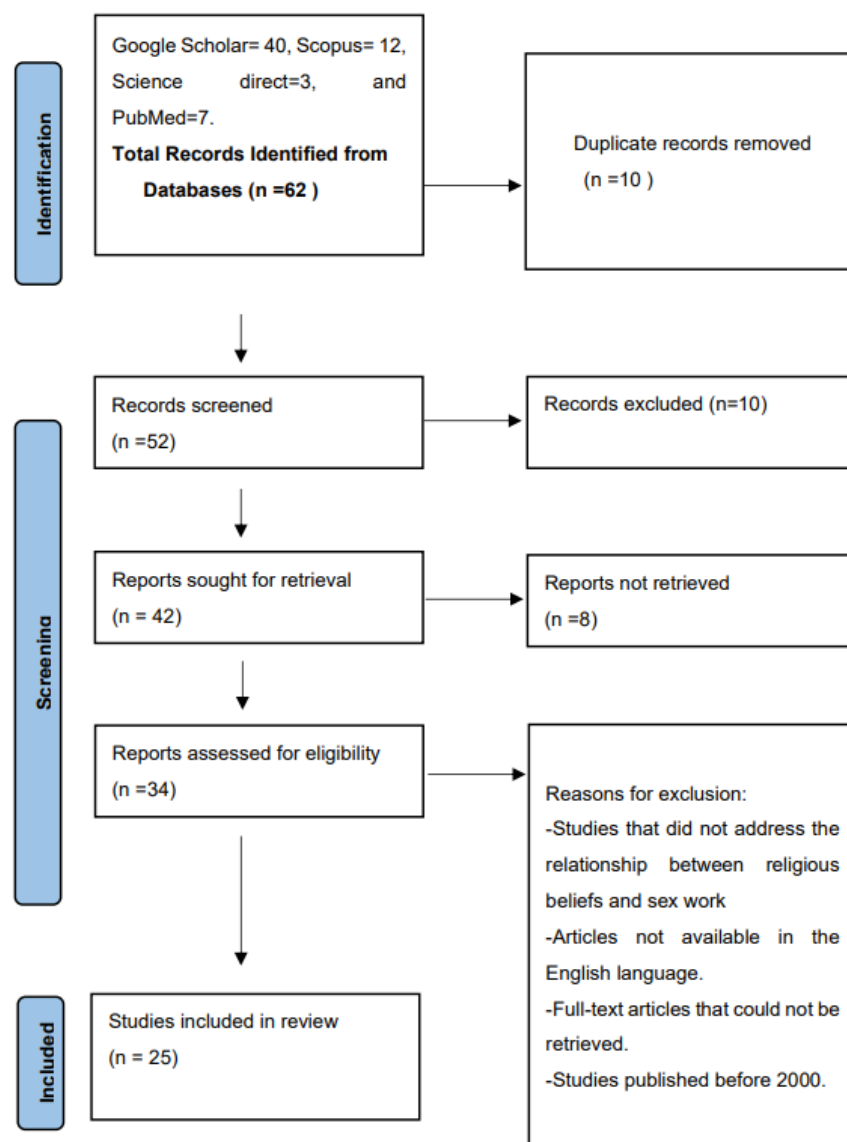 Identification
Google Scholar= 40, Scopus= 12,
Science direct=3, and
PubMed=7.
Total Records Identified from
Databases (n =62 )
Duplicate records removed
(n =10 )
Screening
Records screened
(n =52)
Records excluded (n=10)
Reports sought for retrieval
(n = 42)
Reports not retrieved
(n =8)
Reports assessed for eligibility
(n =34)
Reasons for exclusion:
-Studies that did not address the
relationship between religious
beliefs and sex work
-Articles not available in the
English language.
-Full-text articles that could not be
retrieved.
-Studies published before 2000.
Included
Studies included in review
(n = 25)